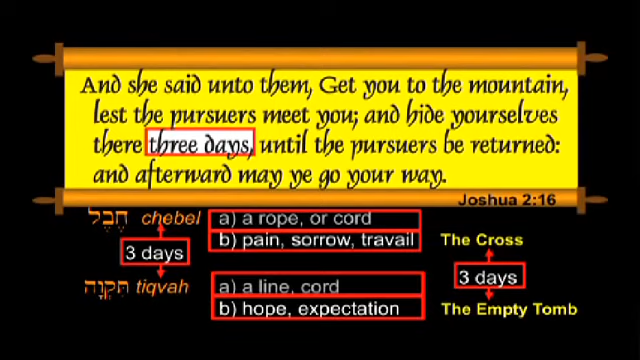 And she said unto them, Get you to the mountain,
lest the pursuers meet you; and hide yourselves
there three days, until the pursuers be returned:
and afterward may ye go your way.
Joshua 2:16
חֶבֶל chebel a) a rope, or cord
b) pain, sorrow, travail The Cross
3 days 3 days
תִּקְוָה tiqvah a) a line, cord
b) hope, expectation The Empty Tomb